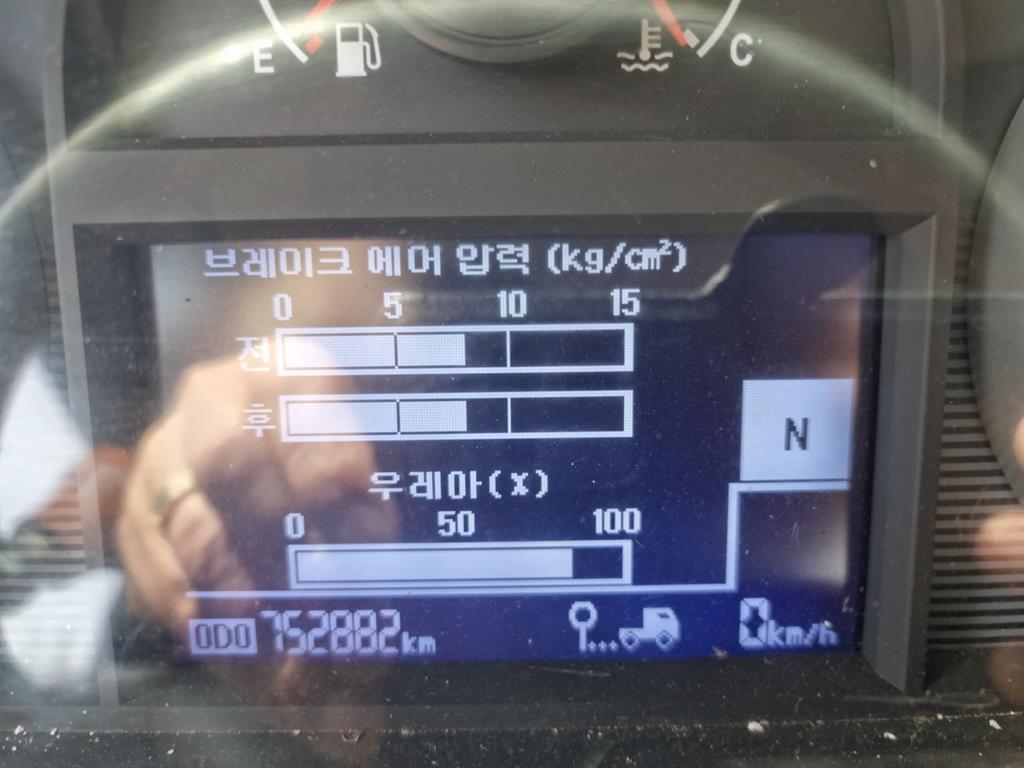 E C
브레이크 에어 압력 (kg/cm²)
0 5 10 15
전
후
N
우레아(%)
0 50 100
ODO 752882km 0km/h